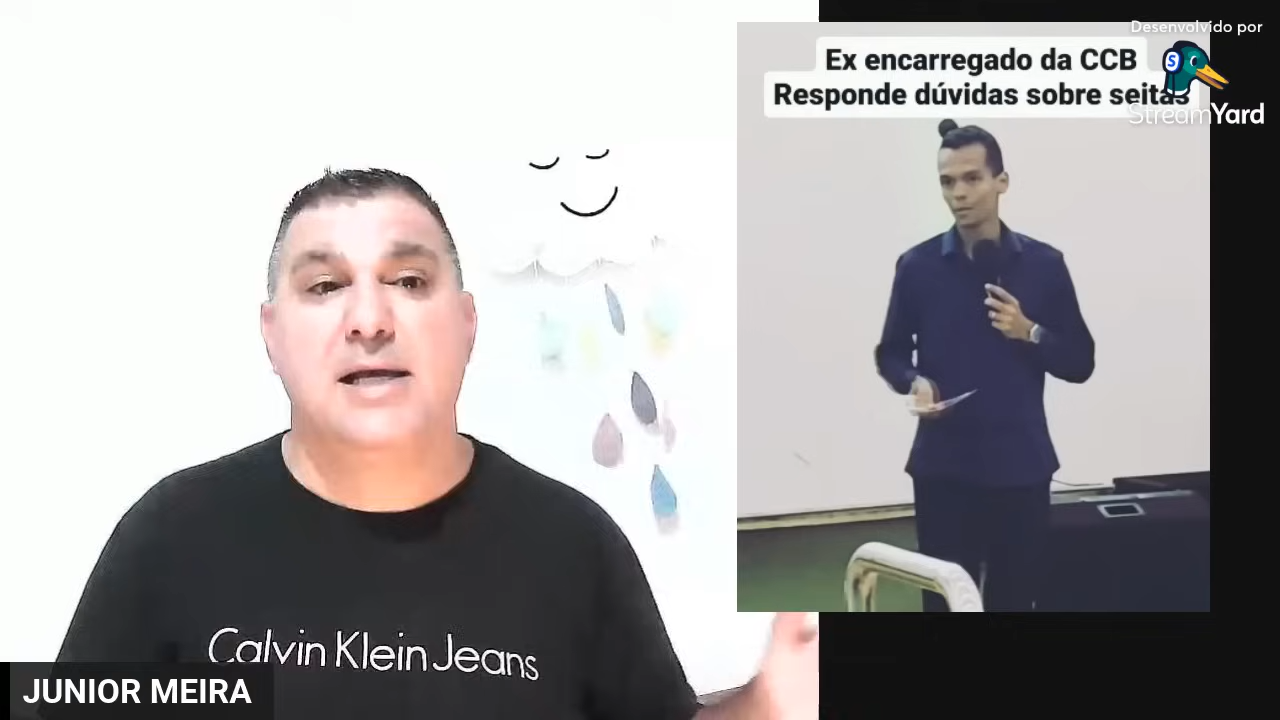 Desenvolvido por
StreamYard
Ex encarregado da CCB
Responde dúvidas sobre seitas
Calvin Klein Jeans
JUNIOR MEIRA